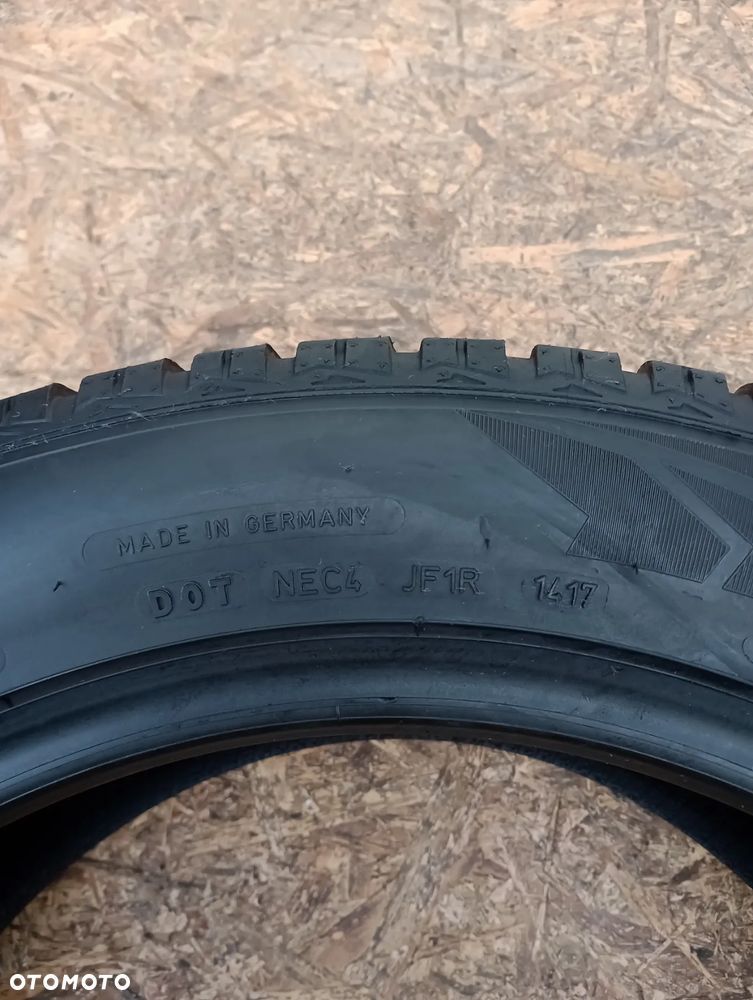 MADE IN GERMANY
DOT NEC4 JF1R 1417
OTOMOTO